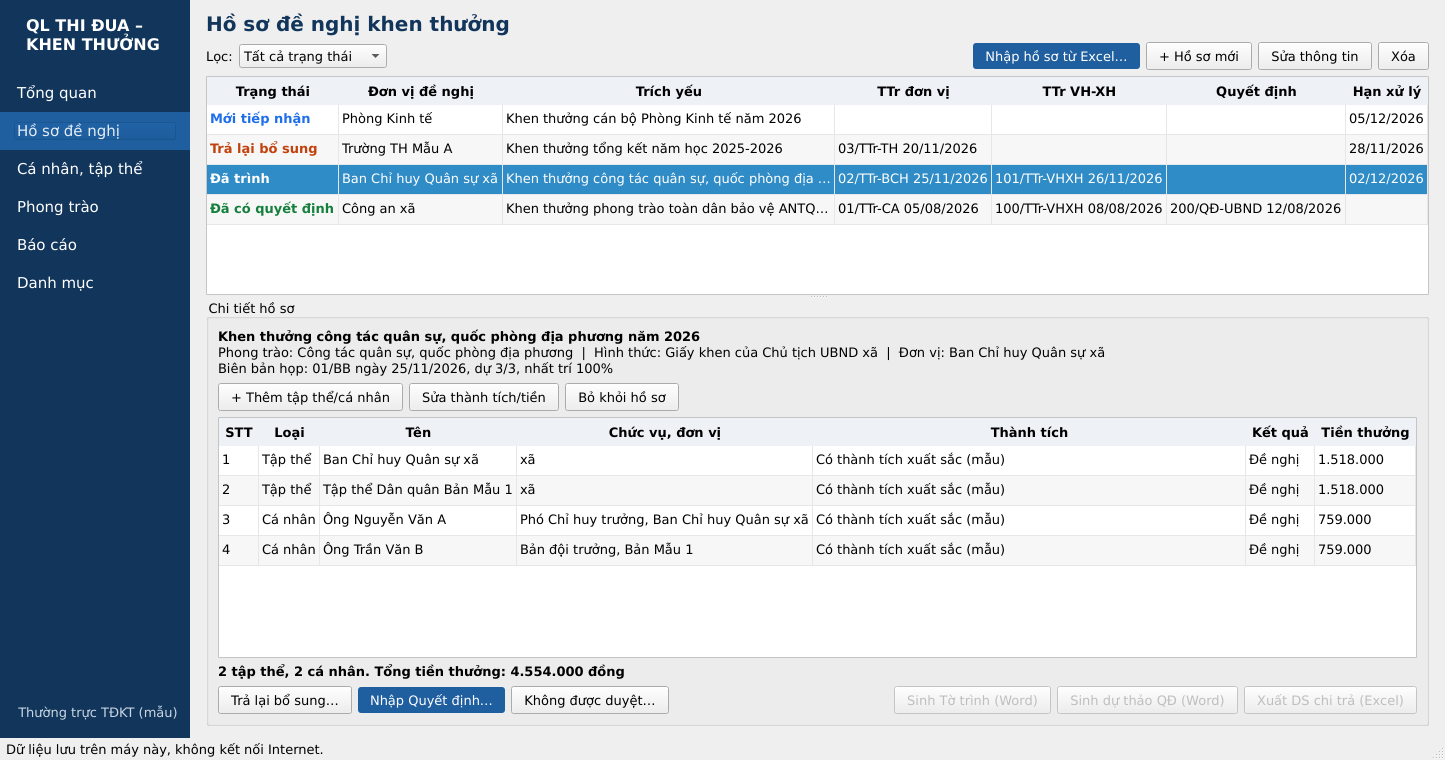 QL THI ĐUA –
KHEN THƯỞNG
Tổng quan
Hồ sơ đề nghị
Cá nhân, tập thể
Phong trào
Báo cáo
Danh mục
Thường trực TĐKT (mẫu)
Hồ sơ đề nghị khen thưởng
Lọc: Tất cả trạng thái Nhập hồ sơ từ Excel... + Hồ sơ mới Sửa thông tin Xóa
Trạng thái Đơn vị đề nghị Trích yếu TTr đơn vị TTr VH-XH Quyết định Hạn xử lý
Mới tiếp nhận Phòng Kinh tế Khen thưởng cán bộ Phòng Kinh tế năm 2026 05/12/2026
Trả lại bổ sung Trường TH Mẫu A Khen thưởng tổng kết năm học 2025-2026 03/TTr-TH 20/11/2026 28/11/2026
Đã trình Ban Chỉ huy Quân sự xã Khen thưởng công tác quân sự, quốc phòng địa ... 02/TTr-BCH 25/11/2026 101/TTr-VHXH 26/11/2026 02/12/2026
Đã có quyết định Công an xã Khen thưởng phong trào toàn dân bảo vệ ANTQ... 01/TTr-CA 05/08/2026 100/TTr-VHXH 08/08/2026 200/QĐ-UBND 12/08/2026
Chi tiết hồ sơ
Khen thưởng công tác quân sự, quốc phòng địa phương năm 2026
Phong trào: Công tác quân sự, quốc phòng địa phương | Hình thức: Giấy khen của Chủ tịch UBND xã | Đơn vị: Ban Chỉ huy Quân sự xã
Biên bản họp: 01/BB ngày 25/11/2026, dự 3/3, nhất trí 100%
+ Thêm tập thể/cá nhân Sửa thành tích/tiền Bỏ khỏi hồ sơ
STT Loại Tên Chức vụ, đơn vị Thành tích Kết quả Tiền thưởng
1 Tập thể Ban Chỉ huy Quân sự xã xã Có thành tích xuất sắc (mẫu) Đề nghị 1.518.000
2 Tập thể Tập thể Dân quân Bản Mẫu 1 xã Có thành tích xuất sắc (mẫu) Đề nghị 1.518.000
3 Cá nhân Ông Nguyễn Văn A Phó Chỉ huy trưởng, Ban Chỉ huy Quân sự xã Có thành tích xuất sắc (mẫu) Đề nghị 759.000
4 Cá nhân Ông Trần Văn B Bản đội trưởng, Bản Mẫu 1 Có thành tích xuất sắc (mẫu) Đề nghị 759.000
2 tập thể, 2 cá nhân. Tổng tiền thưởng: 4.554.000 đồng
Trả lại bổ sung... Nhập Quyết định... Không được duyệt... Sinh Tờ trình (Word) Sinh dự thảo QĐ (Word) Xuất DS chi trả (Excel)
Dữ liệu lưu trên máy này, không kết nối Internet.